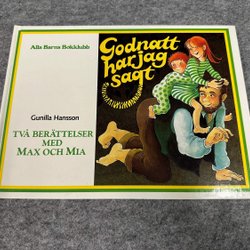 Alla Barns Bokklubb
Godnatt
har jag
sagt
Gunilla Hansson
TVÅ BERÄTTELSER
MED
MAX OCH MIA